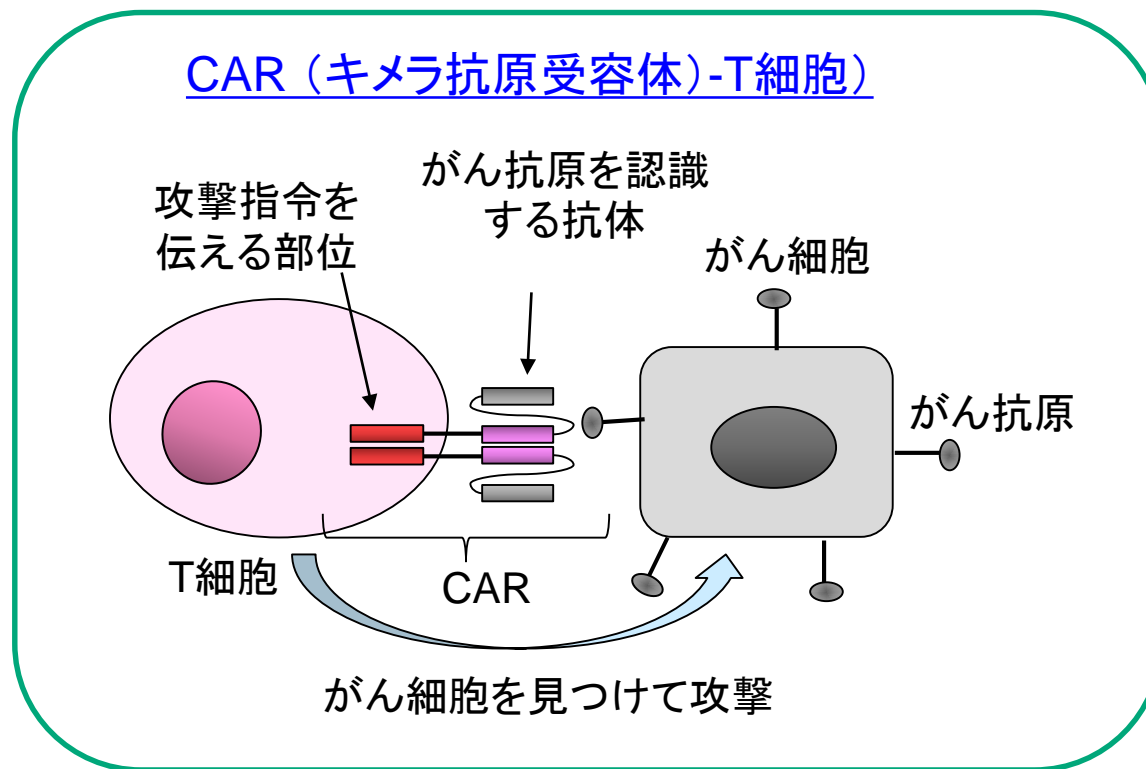 CAR（キメラ抗原受容体）-T細胞）
攻撃指令を
伝える部位
がん抗原を認識
する抗体
がん細胞
がん抗原
T細胞
CAR
がん細胞を見つけて攻撃